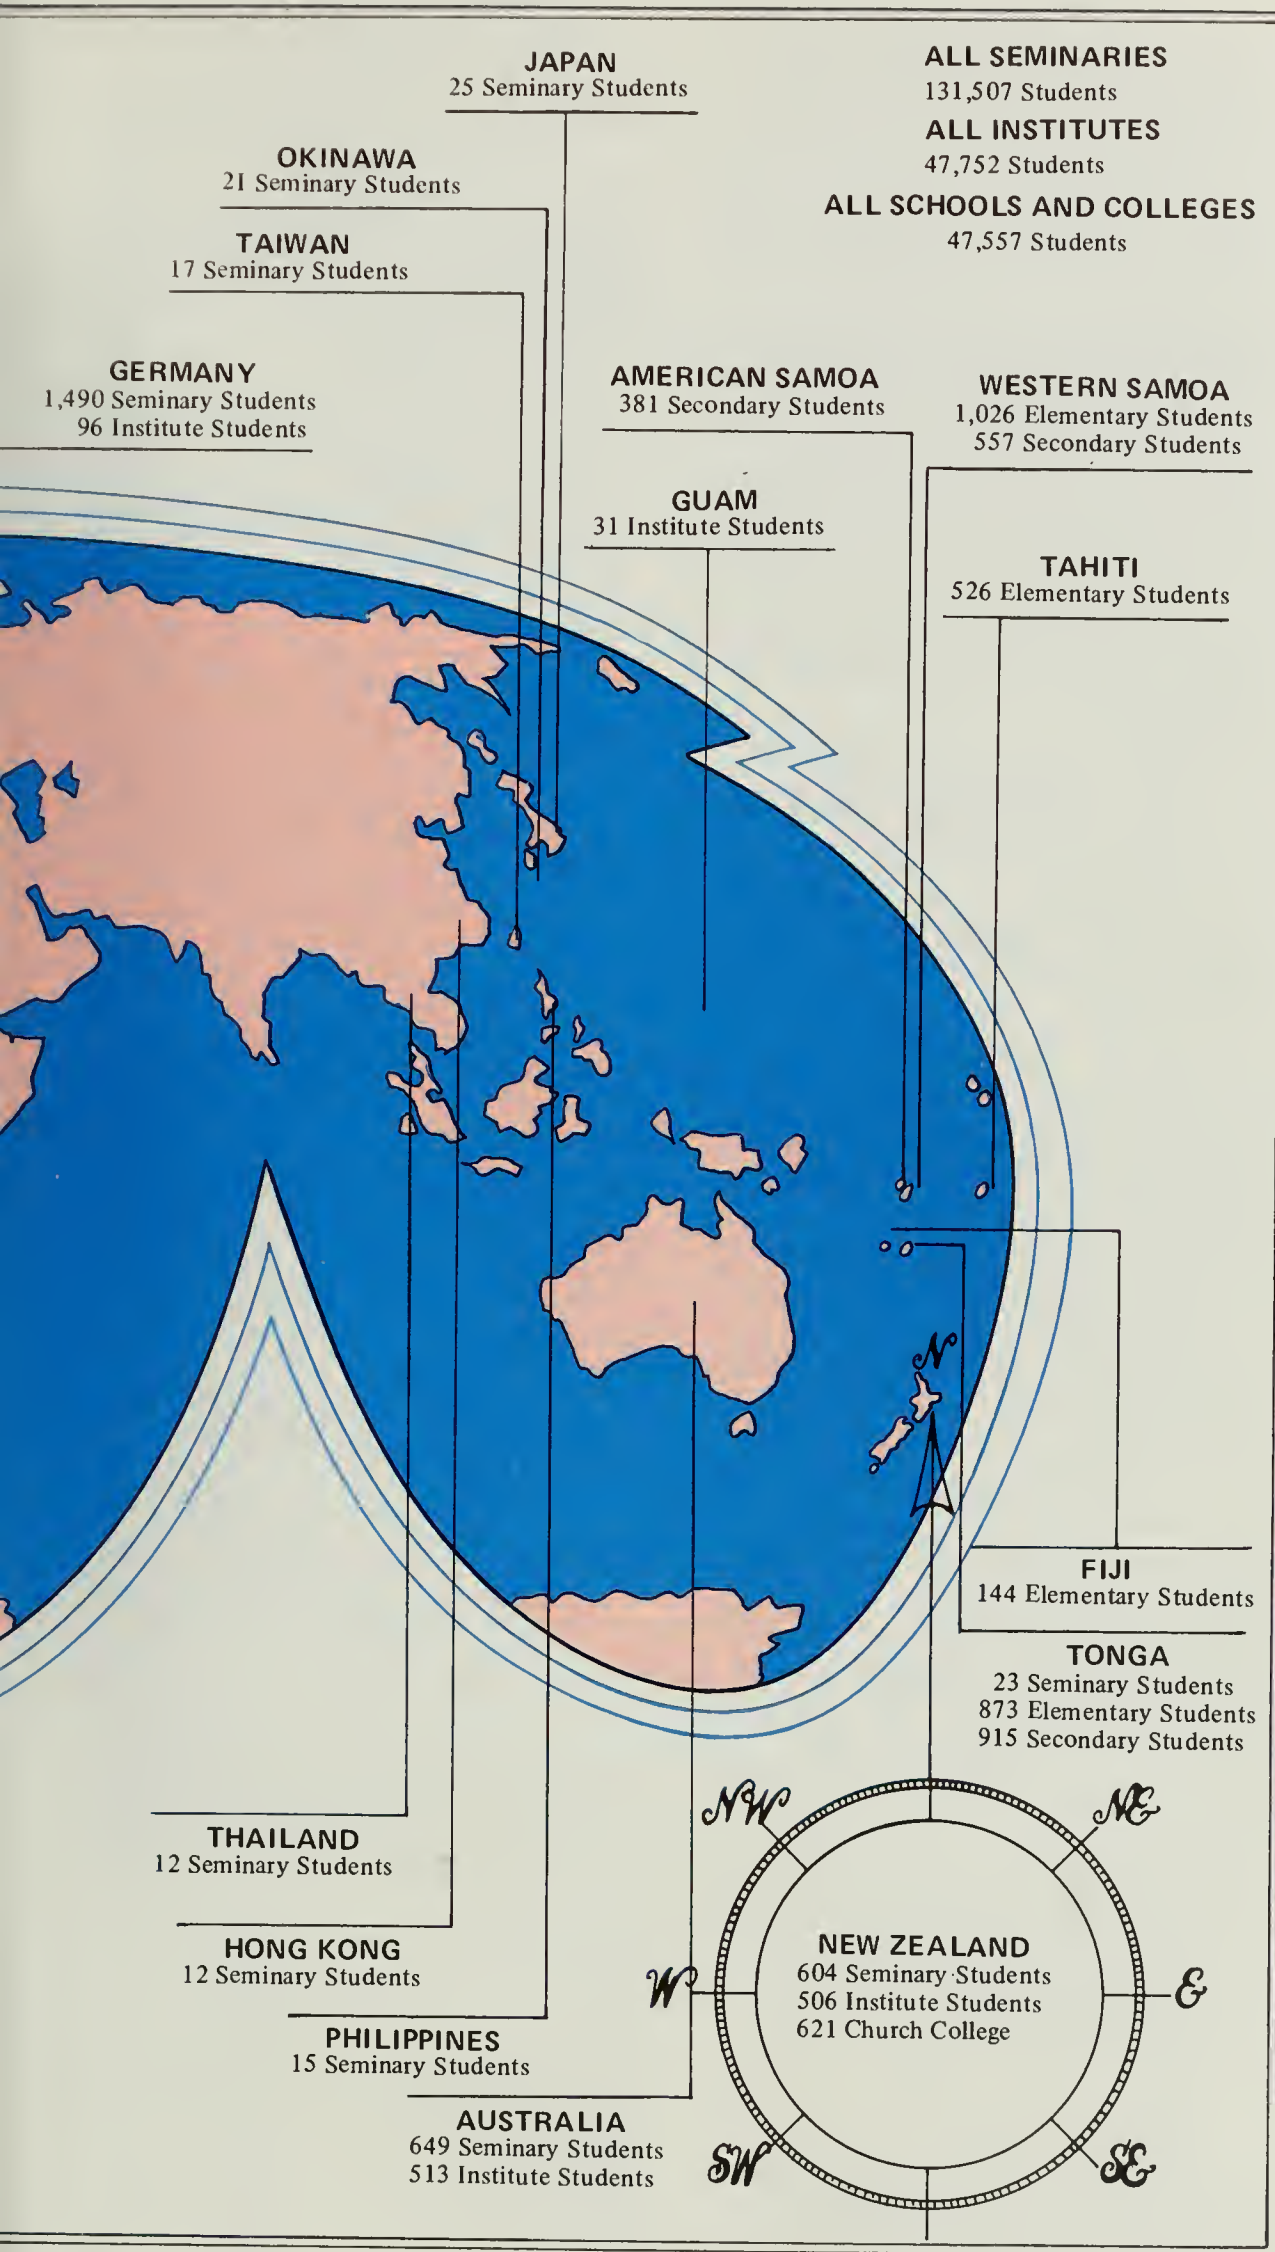 JAPAN
25 Seminary Students
ALL SEMINARIES
131,507 Students
ALL INSTITUTES
47,752 Students
ALL SCHOOLS AND COLLEGES
47,557 Students
OKINAWA
21 Seminary Students
TAIWAN
17 Seminary Students
GERMANY
1,490 Seminary Students
96 Institute Students
AMERICAN SAMOA
381 Secondary Students
WESTERN SAMOA
1,026 Elementary Students
557 Secondary Students
GUAM
31 Institute Students
TAHITI
526 Elementary Students
N
FIJI
144 Elementary Students
TONGA
23 Seminary Students
873 Elementary Students
915 Secondary Students
THAILAND
12 Seminary Students
HONG KONG
12 Seminary Students
PHILIPPINES
15 Seminary Students
AUSTRALIA
649 Seminary Students
513 Institute Students
NW
NE
W
E
NEW ZEALAND
604 Seminary Students
506 Institute Students
621 Church College
SW
SE